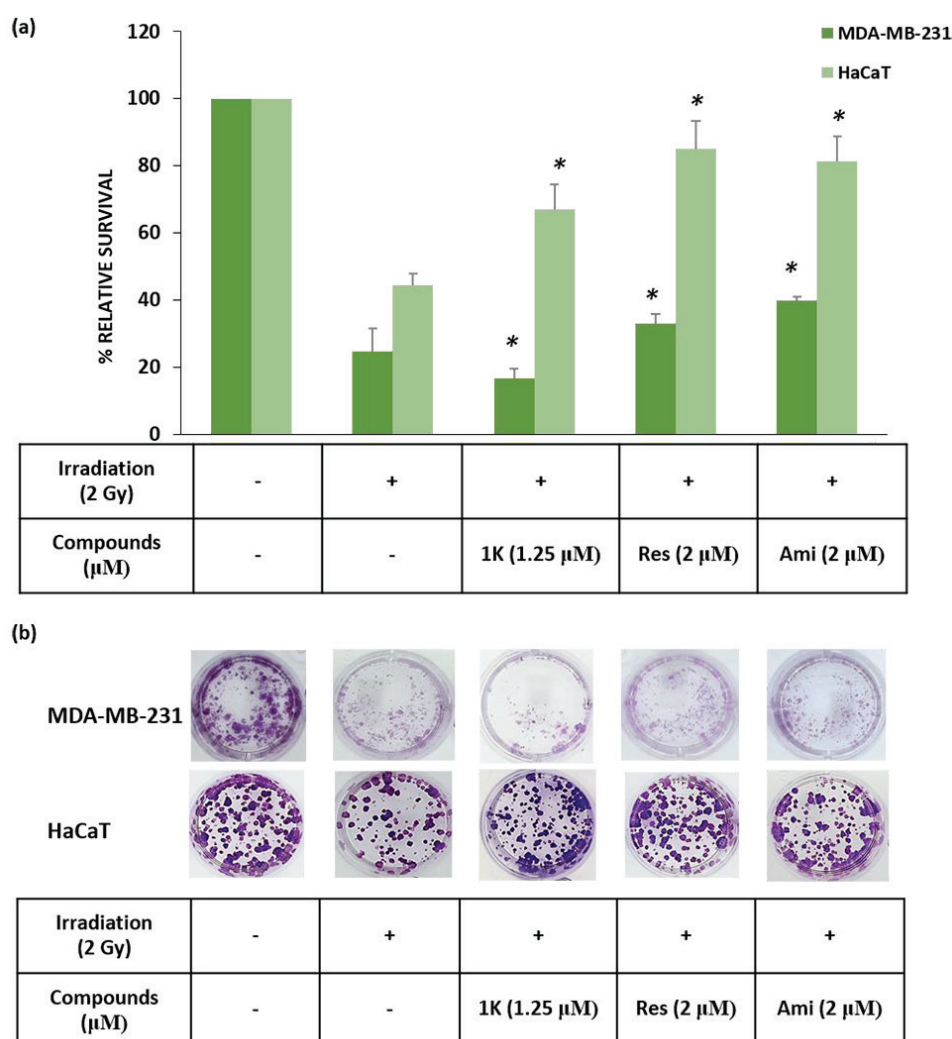 (a)
120
100
80
60
40
20
0
% RELATIVE SURVIVAL
MDA-MB-231
HaCaT
*
*
*
*
*
*
Irradiation (2 Gy) - + + + +
Compounds (μM) - - 1K (1.25 μM) Res (2 μM) Ami (2 μM)
(b)
MDA-MB-231
HaCaT
Irradiation (2 Gy) - + + + +
Compounds (μM) - - 1K (1.25 μM) Res (2 μM) Ami (2 μM)